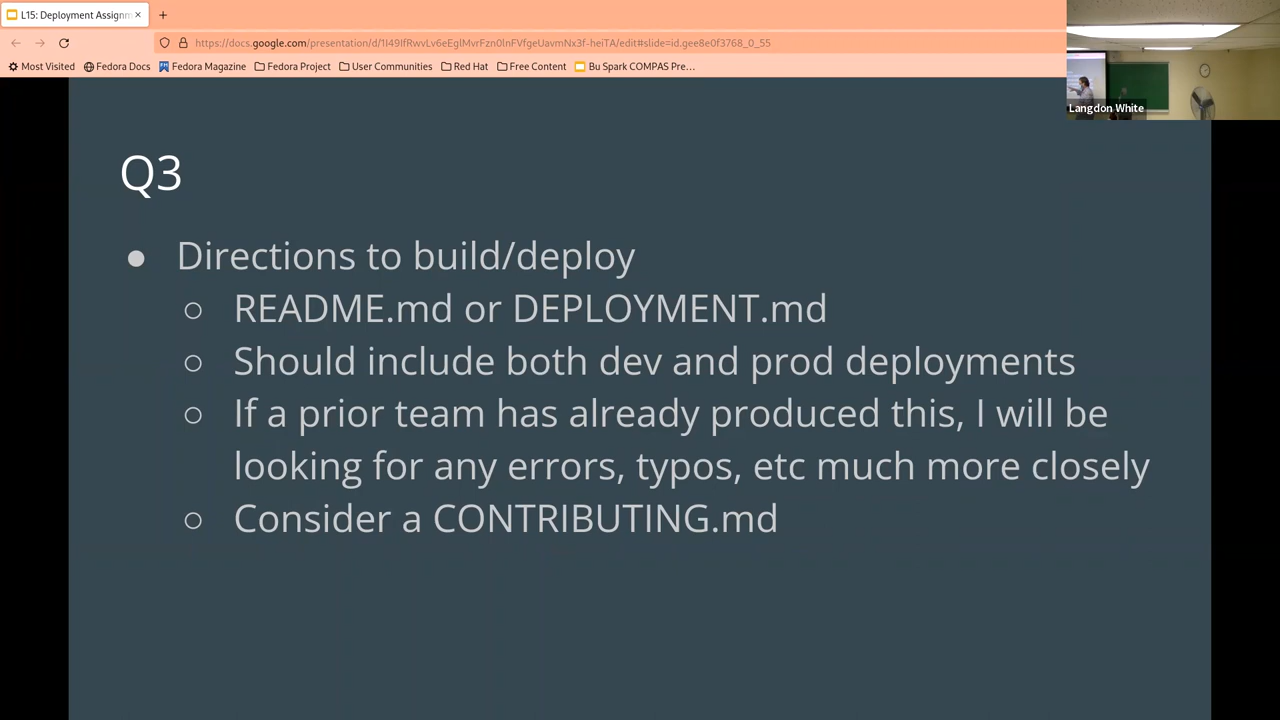 L15: Deployment Assignm
https://docs.google.com/presentation/d/1I49IfRwvLv6eEglMvrFzn0lnFVfgeUavmNx3f-heiTA/edit#slide=id.gee8e0f3768_0_55
Most Visited Fedora Docs Fedora Magazine Fedora Project User Communities Red Hat Free Content Bu Spark COMPAS Pre…
Langdon White
Q3
● Directions to build/deploy
○ README.md or DEPLOYMENT.md
○ Should include both dev and prod deployments
○ If a prior team has already produced this, I will be
looking for any errors, typos, etc much more closely
○ Consider a CONTRIBUTING.md